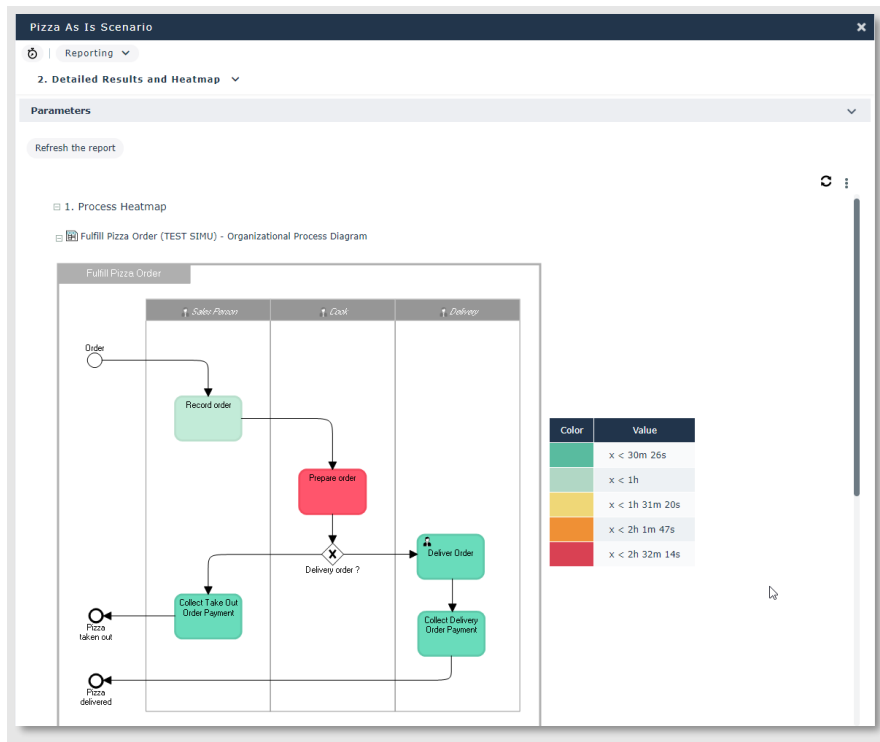 Pizza As Is Scenario
Reporting
2. Detailed Results and Heatmap
Parameters
Refresh the report
1. Process Heatmap
Fulfill Pizza Order (TEST SIMU) - Organizational Process Diagram
Fulfill Pizza Order
Sales Person
Cook
Delivery
Order
Record order
Prepare order
Delivery order ?
Deliver Order
Collect Take Out
Order Payment
Collect Delivery
Order Payment
Pizza
taken out
Pizza
delivered
Color Value
x < 30m 26s
x < 1h
x < 1h 31m 20s
x < 2h 1m 47s
x < 2h 32m 14s